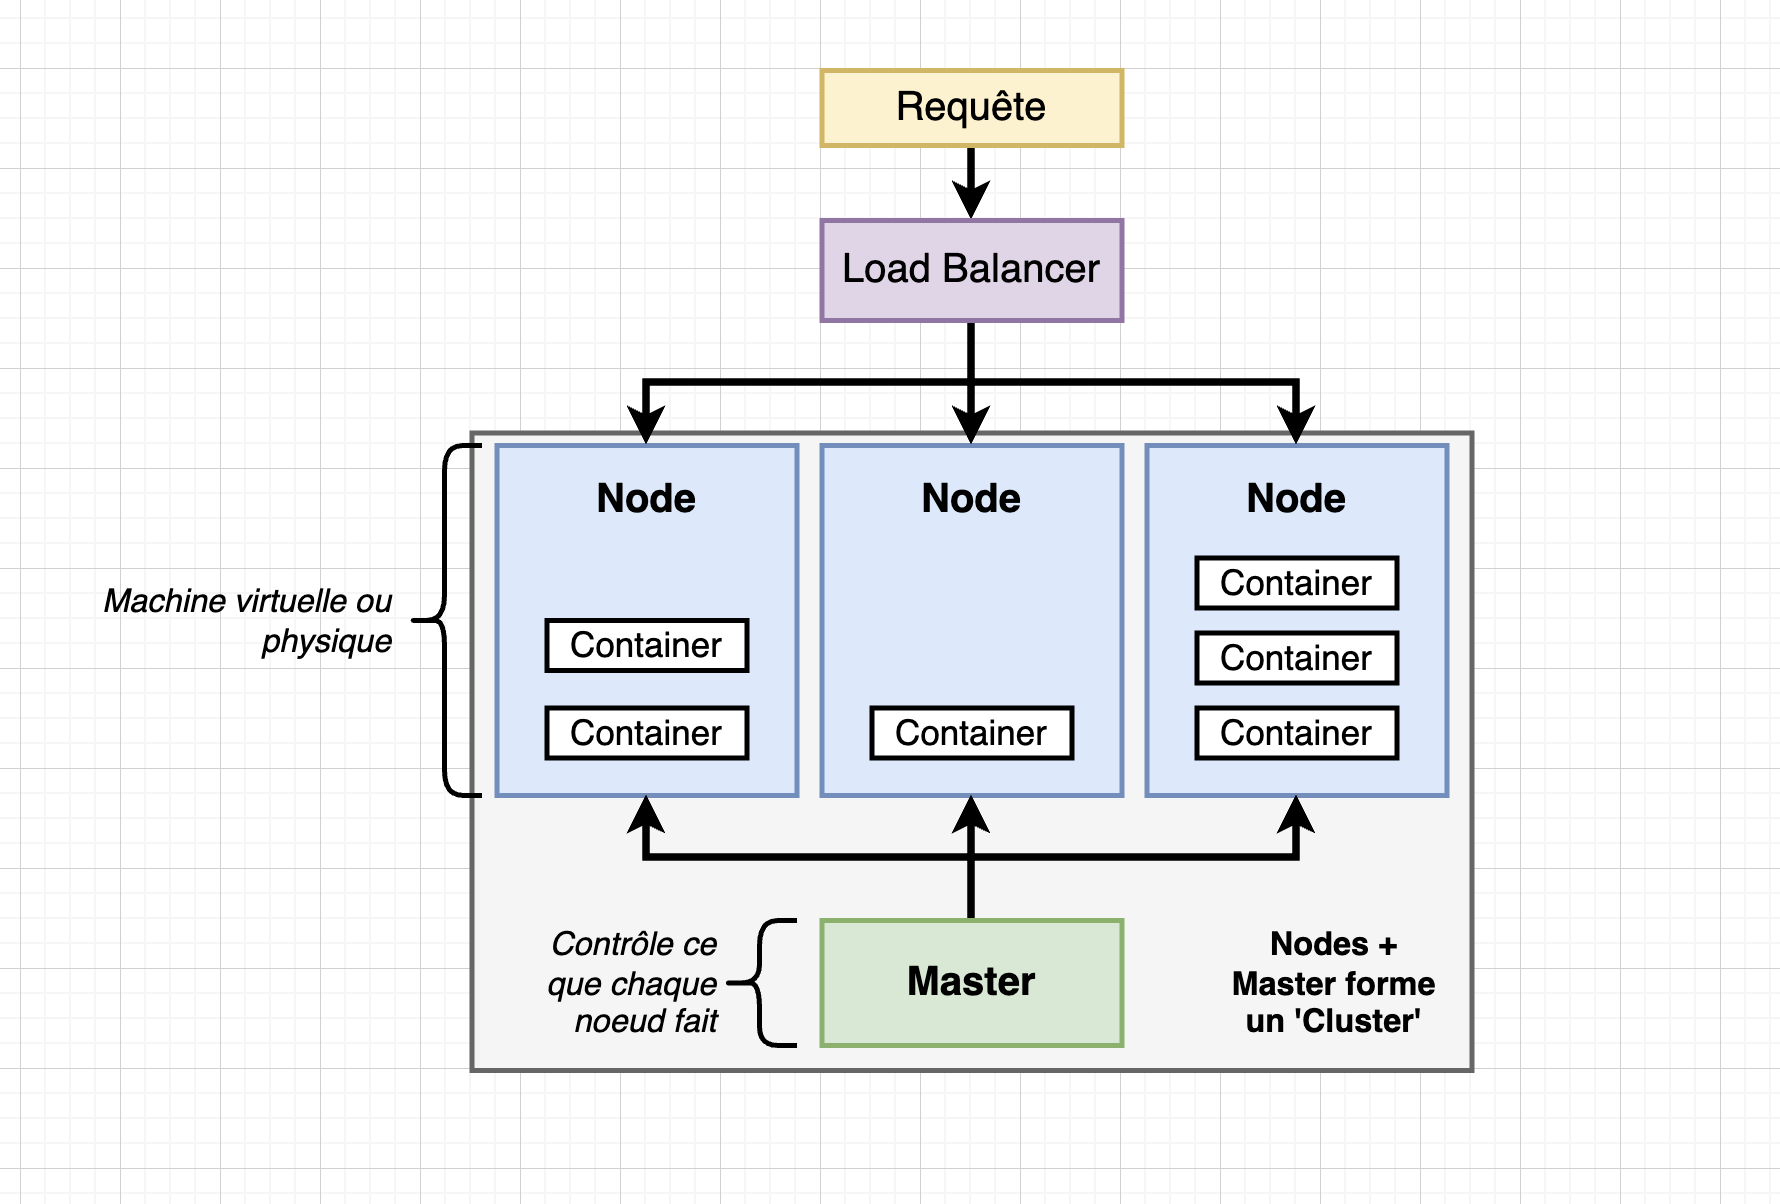 Requête
Load Balancer
Node
Node
Node
Machine virtuelle ou
physique
Container
Container
Container
Container
Container
Container
Contrôle ce
que chaque
noeud fait
Master
Nodes +
Master forme
un 'Cluster'